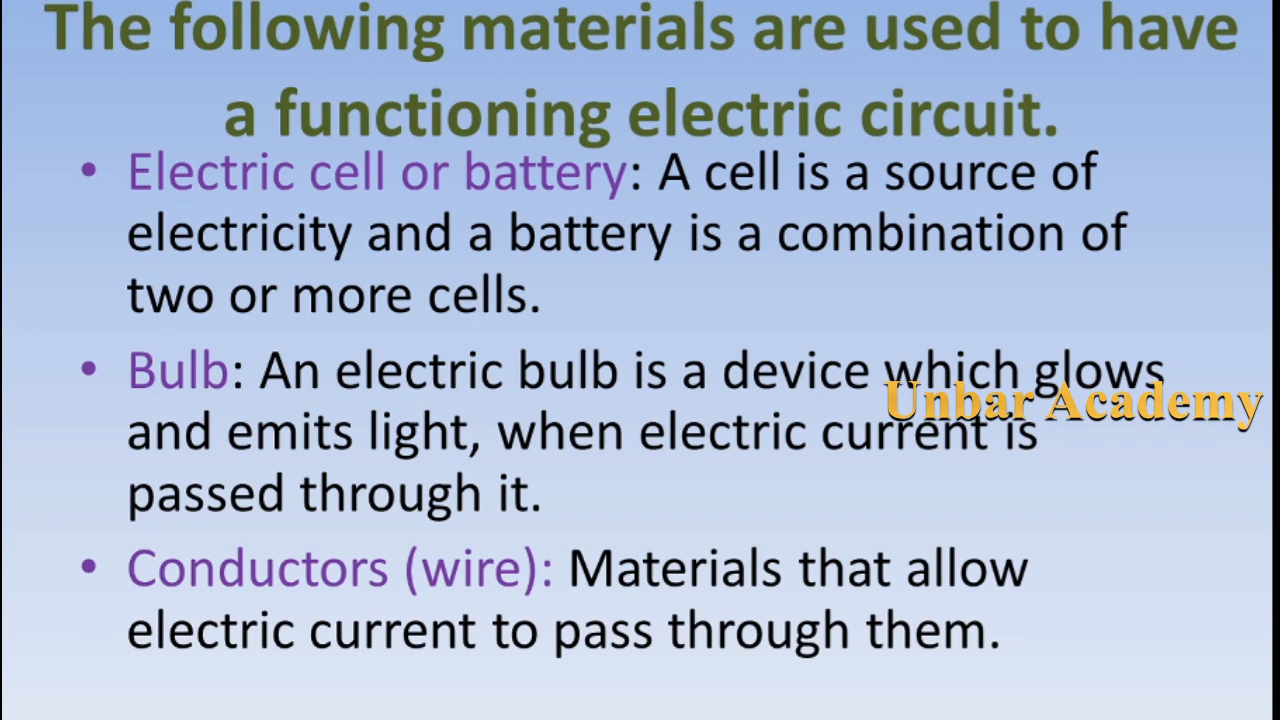 The following materials are used to have
a functioning electric circuit.
• Electric cell or battery: A cell is a source of
electricity and a battery is a combination of
two or more cells.
• Bulb: An electric bulb is a device which glows
Unbar Academy
and emits light, when electric current is
passed through it.
• Conductors (wire): Materials that allow
electric current to pass through them.